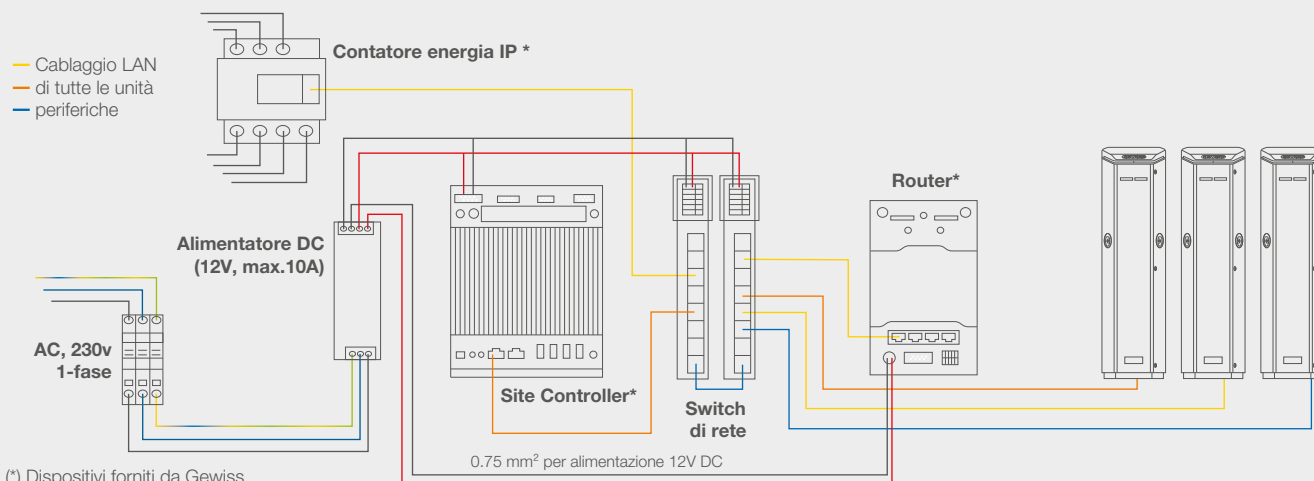 Contatore energia IP *
Cablaggio LAN
di tutte le unità
periferiche
Router*
Alimentatore DC
(12V, max.10A)
AC, 230v
1-fase
Site Controller*
Switch
di rete
0.75 mm² per alimentazione 12V DC
(*) Dispositivi forniti da Gewiss